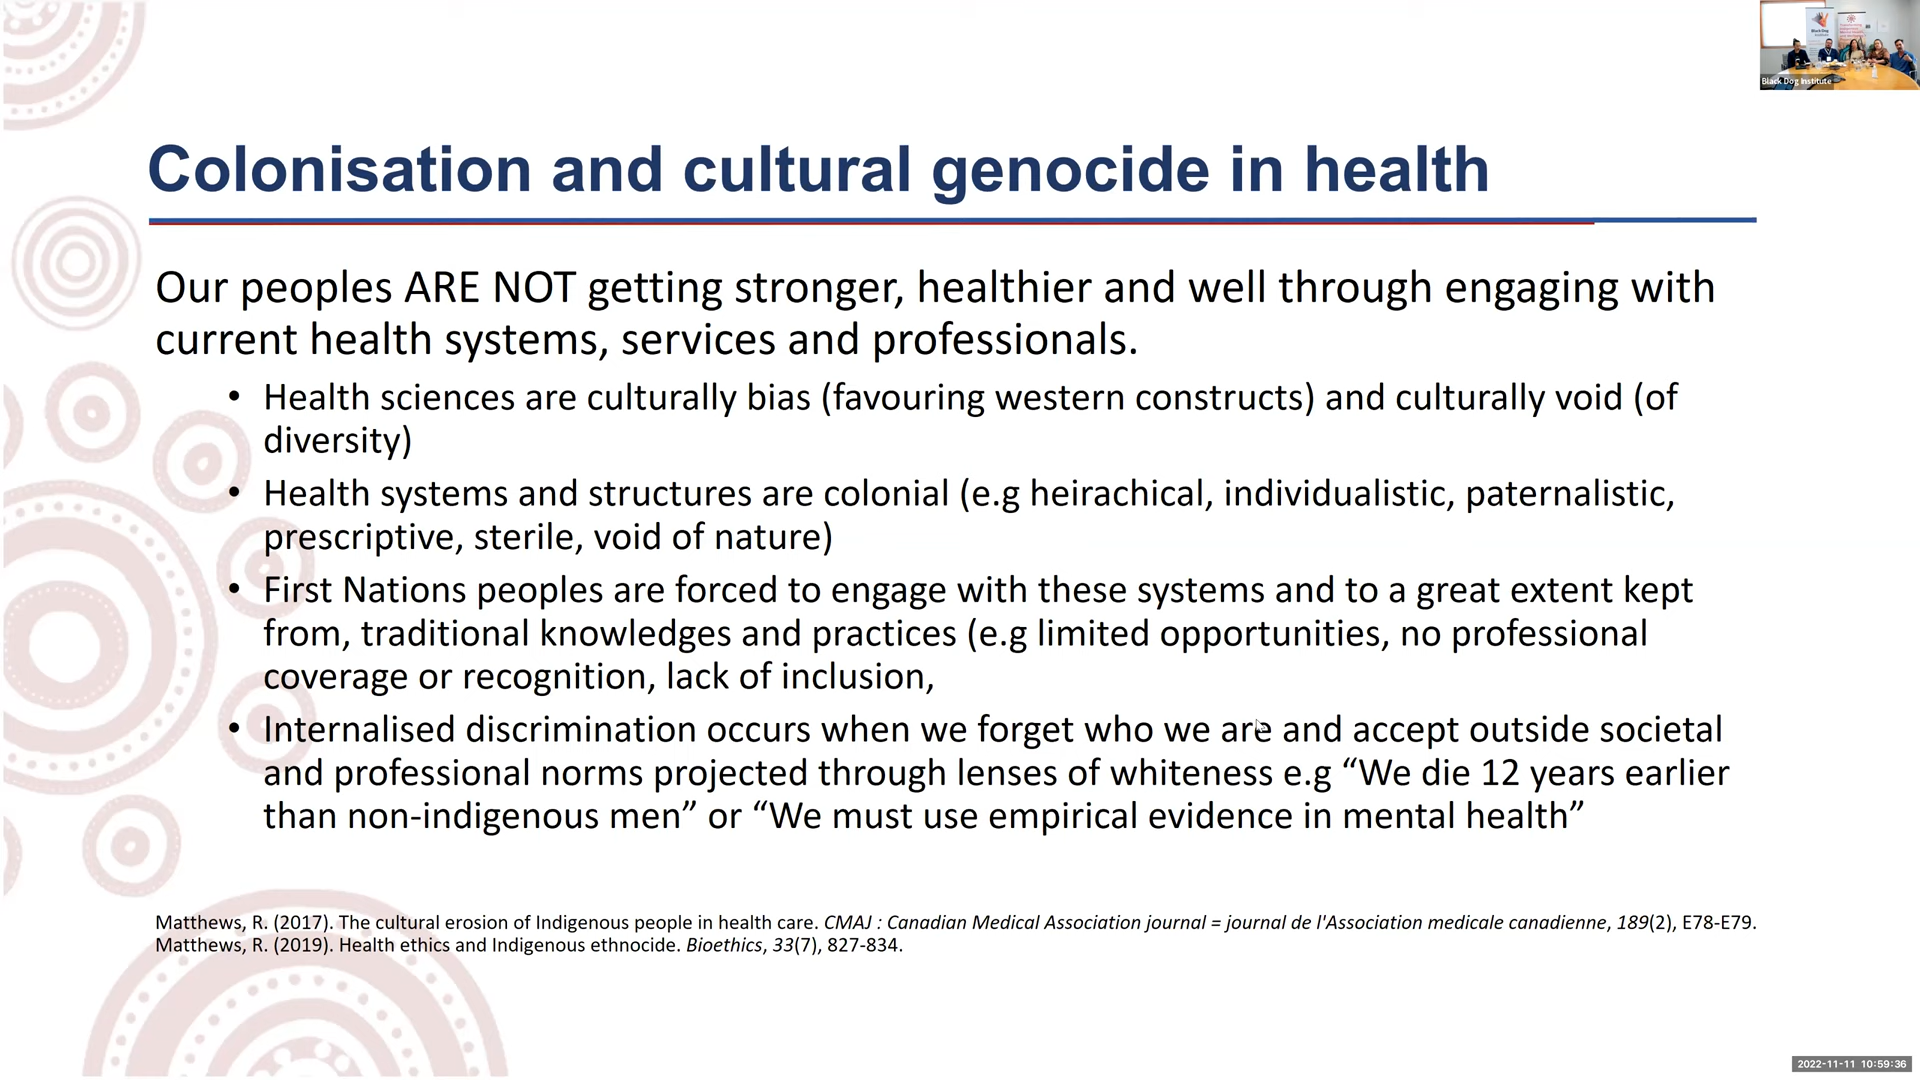 Black Dog Institute
Colonisation and cultural genocide in health
Our peoples ARE NOT getting stronger, healthier and well through engaging with
current health systems, services and professionals.
• Health sciences are culturally bias (favouring western constructs) and culturally void (of
diversity)
• Health systems and structures are colonial (e.g heirachical, individualistic, paternalistic,
prescriptive, sterile, void of nature)
• First Nations peoples are forced to engage with these systems and to a great extent kept
from, traditional knowledges and practices (e.g limited opportunities, no professional
coverage or recognition, lack of inclusion,
• Internalised discrimination occurs when we forget who we are and accept outside societal
and professional norms projected through lenses of whiteness e.g “We die 12 years earlier
than non-indigenous men” or “We must use empirical evidence in mental health”
Matthews, R. (2017). The cultural erosion of Indigenous people in health care. CMAJ : Canadian Medical Association journal = journal de l'Association medicale canadienne, 189(2), E78-E79.
Matthews, R. (2019). Health ethics and Indigenous ethnocide. Bioethics, 33(7), 827-834.
2022-11-11 10:59:36